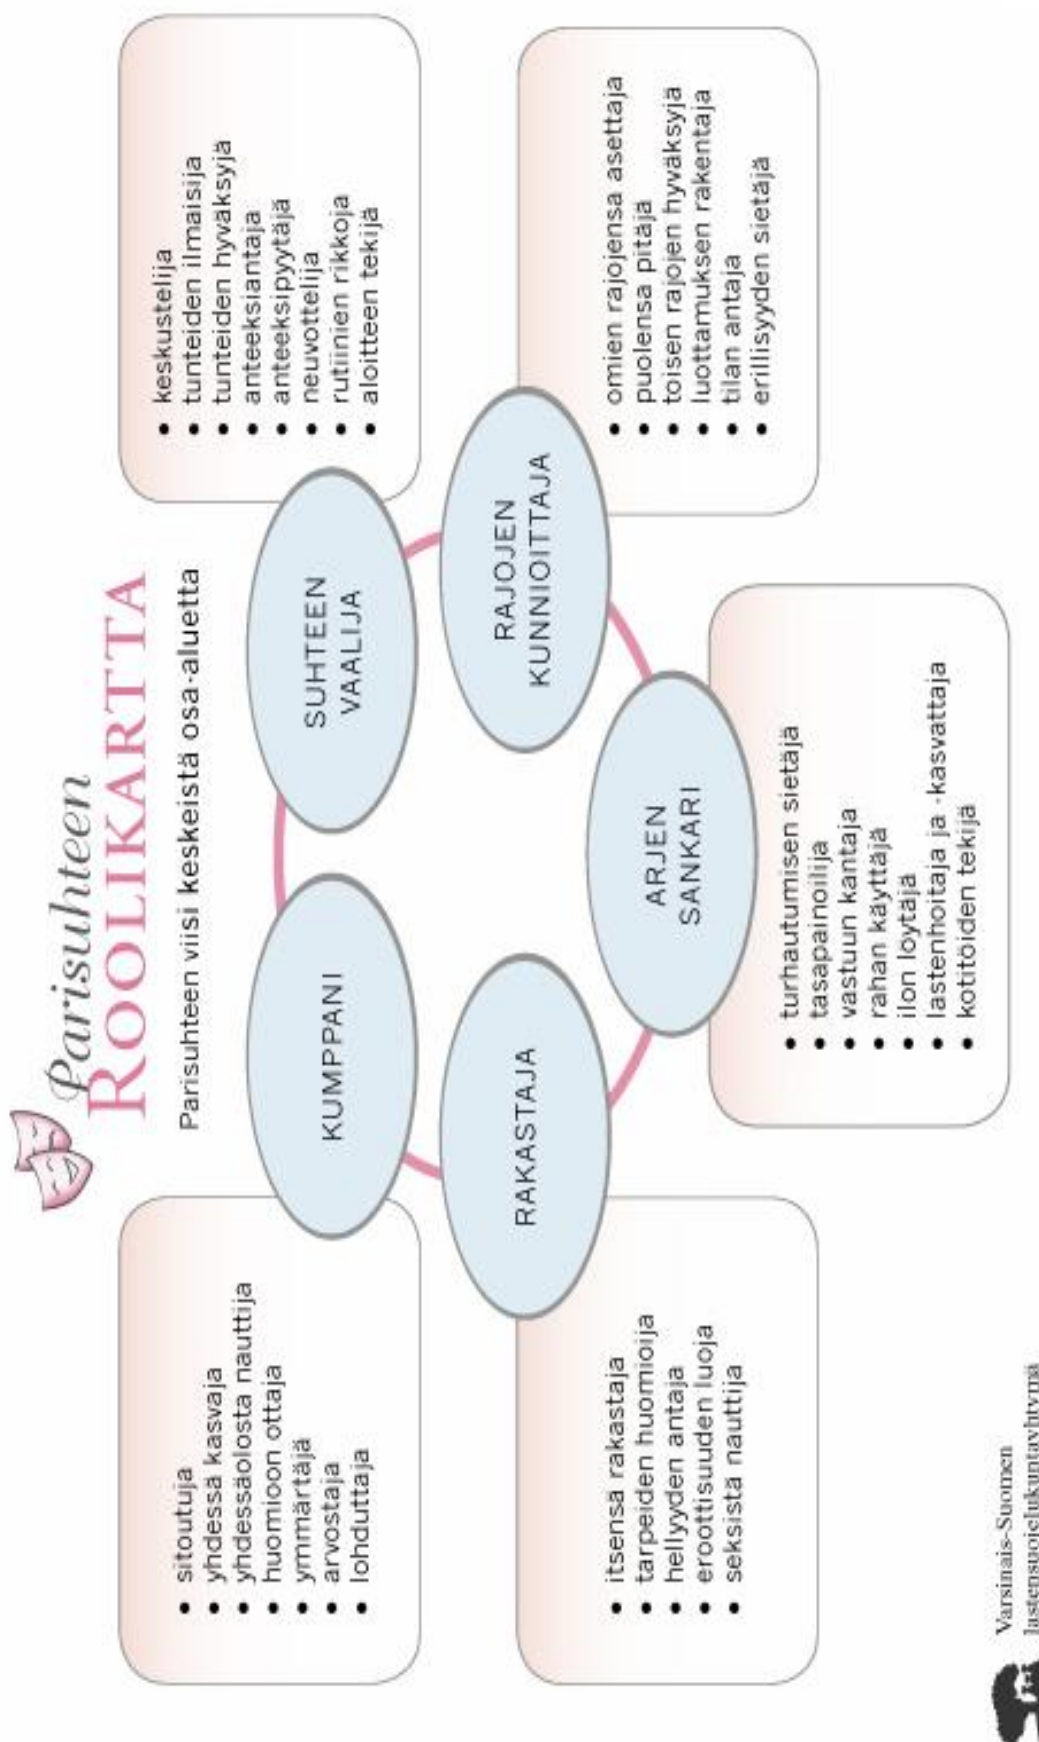 Parisuhteen
ROOLIKARTTA
Parisuhteen viisi keskeistä osa-aluetta
• sitoutuja
• yhdessä kasvaja
• yhdessäolosta nauttija
• huomioon ottaja
• ymmärtäjä
• arvostaja
• lohduttaja
KUMPPANI
SUHTEEN
VAALIJA
• keskustelija
• tunteiden ilmaisija
• tunteiden hyväksyjä
• anteeksiantaja
• anteeksipyytäjä
• neuvottelija
• rutiinien rikkoja
• aloitteen tekijä
• itsensä rakastaja
• tarpeiden huomioija
• hellyyden antaja
• eroottisuuden luoja
• seksistä nauttija
RAKASTAJA
RAJOJEN
KUNNIOITTAJA
• omien rajojensa asettaja
• puolensa pitäjä
• toisen rajojen hyväksyjä
• luottamuksen rakentaja
• tilan antaja
• erillisyyden sietäjä
ARJEN
SANKARI
• turhautumisen sietäjä
• tasapainoilija
• vastuun kantaja
• rahan käyttäjä
• ilon löytäjä
• lastenhoitaja ja -kasvattaja
• kotitöiden tekijä
Varsinais-Suomen
lastensuojelukuntayhtymä